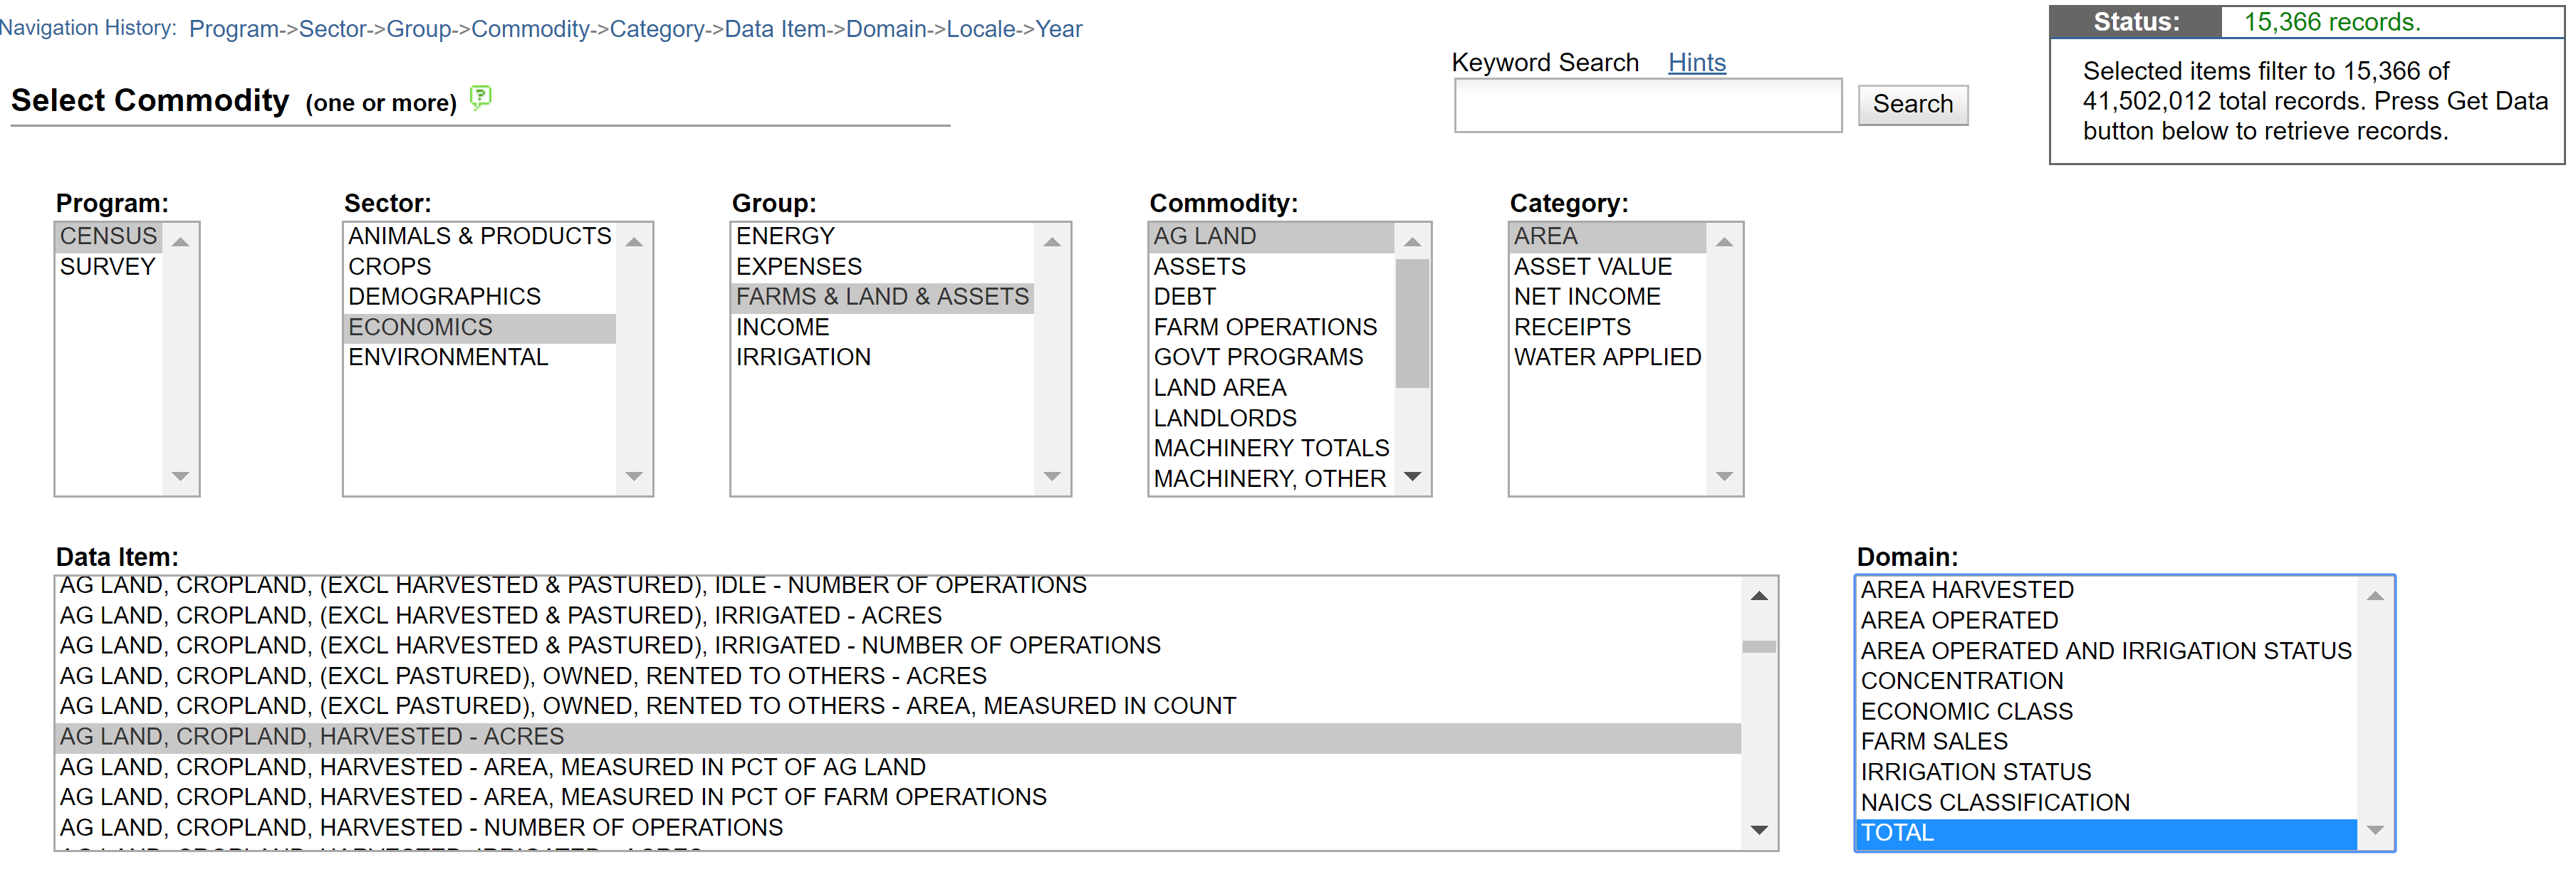 Navigation History: Program->Sector->Group->Commodity->Category->Data Item->Domain->Locale->Year
Status: 15,366 records.
Selected items filter to 15,366 of
41,502,012 total records. Press Get Data
button below to retrieve records.
Keyword Search Hints
Search
Select Commodity (one or more) ?
Program:
CENSUS
SURVEY
Sector:
ANIMALS & PRODUCTS
CROPS
DEMOGRAPHICS
ECONOMICS
ENVIRONMENTAL
Group:
ENERGY
EXPENSES
FARMS & LAND & ASSETS
INCOME
IRRIGATION
Commodity:
AG LAND
ASSETS
DEBT
FARM OPERATIONS
GOVT PROGRAMS
LAND AREA
LANDLORDS
MACHINERY TOTALS
MACHINERY, OTHER
Category:
AREA
ASSET VALUE
NET INCOME
RECEIPTS
WATER APPLIED
Data Item:
AG LAND, CROPLAND, (EXCL HARVESTED & PASTURED), IDLE - NUMBER OF OPERATIONS
AG LAND, CROPLAND, (EXCL HARVESTED & PASTURED), IRRIGATED - ACRES
AG LAND, CROPLAND, (EXCL HARVESTED & PASTURED), IRRIGATED - NUMBER OF OPERATIONS
AG LAND, CROPLAND, (EXCL PASTURED), OWNED, RENTED TO OTHERS - ACRES
AG LAND, CROPLAND, (EXCL PASTURED), OWNED, RENTED TO OTHERS - AREA, MEASURED IN COUNT
AG LAND, CROPLAND, HARVESTED - ACRES
AG LAND, CROPLAND, HARVESTED - AREA, MEASURED IN PCT OF AG LAND
AG LAND, CROPLAND, HARVESTED - AREA, MEASURED IN PCT OF FARM OPERATIONS
AG LAND, CROPLAND, HARVESTED - NUMBER OF OPERATIONS
Domain:
AREA HARVESTED
AREA OPERATED
AREA OPERATED AND IRRIGATION STATUS
CONCENTRATION
ECONOMIC CLASS
FARM SALES
IRRIGATION STATUS
NAICS CLASSIFICATION
TOTAL